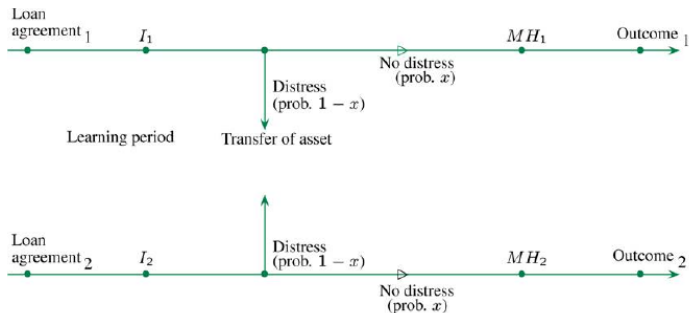 Loan
agreement 1
I₁
MH₁
Outcome 1
No distress
(prob. x)
Distress
(prob. 1 − x)
Learning period
Transfer of asset
Loan
agreement 2
I₂
Distress
(prob. 1 − x)
MH₂
Outcome 2
No distress
(prob. x)